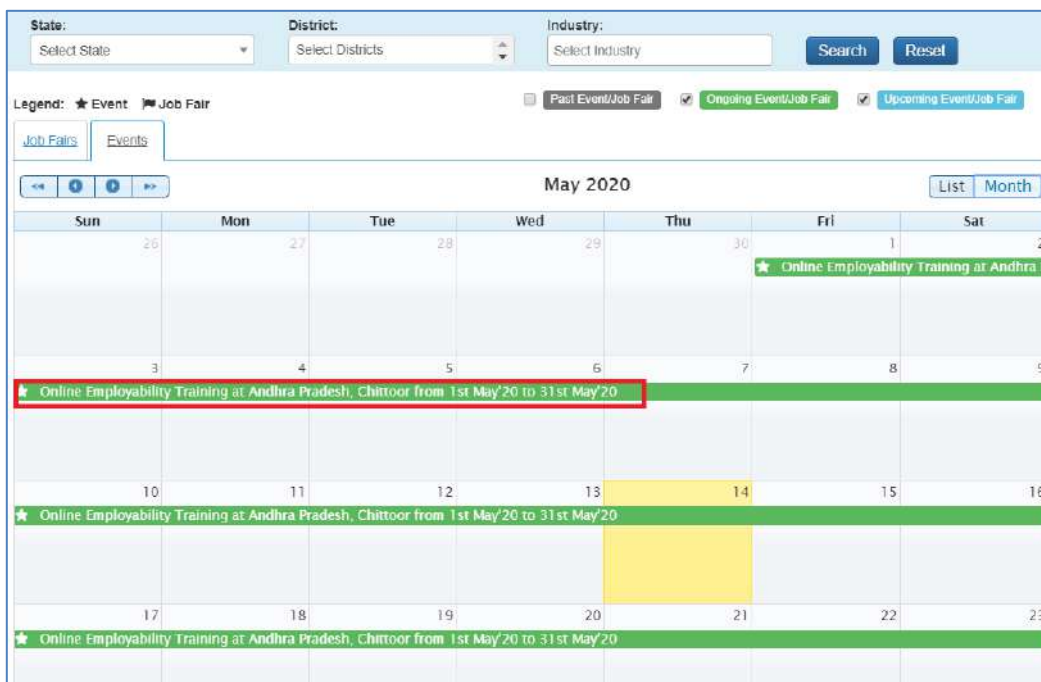 State: District: Industry:
Select State Select Districts Select Industry Search Reset
Legend: Event Job Fair Past Event/Job Fair Ongoing Event/Job Fair Upcoming Event/Job Fair
Job Fairs Events
May 2020 List Month
Sun Mon Tue Wed Thu Fri Sat
26 27 28 29 30 1 2
Online Employability Training at Andhra
3 4 5 6 7 8 9
Online Employability Training at Andhra Pradesh, Chittoor from 1st May'20 to 31st May'20
10 11 12 13 14 15 16
Online Employability Training at Andhra Pradesh, Chittoor from 1st May'20 to 31st May'20
17 18 19 20 21 22 23
Online Employability Training at Andhra Pradesh, Chittoor from 1st May'20 to 31st May'20